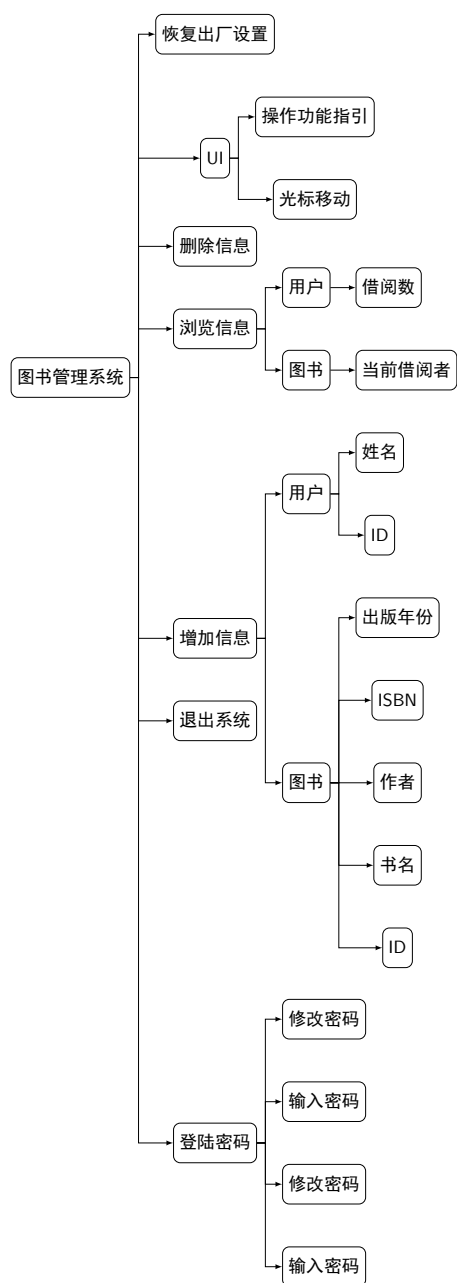 恢复出厂设置
操作功能指引
UI
光标移动
删除信息
用户
借阅数
浏览信息
图书
当前借阅者
图书管理系统
姓名
用户
ID
出版年份
增加信息
ISBN
退出系统
图书
作者
书名
ID
修改密码
输入密码
登陆密码
修改密码
输入密码